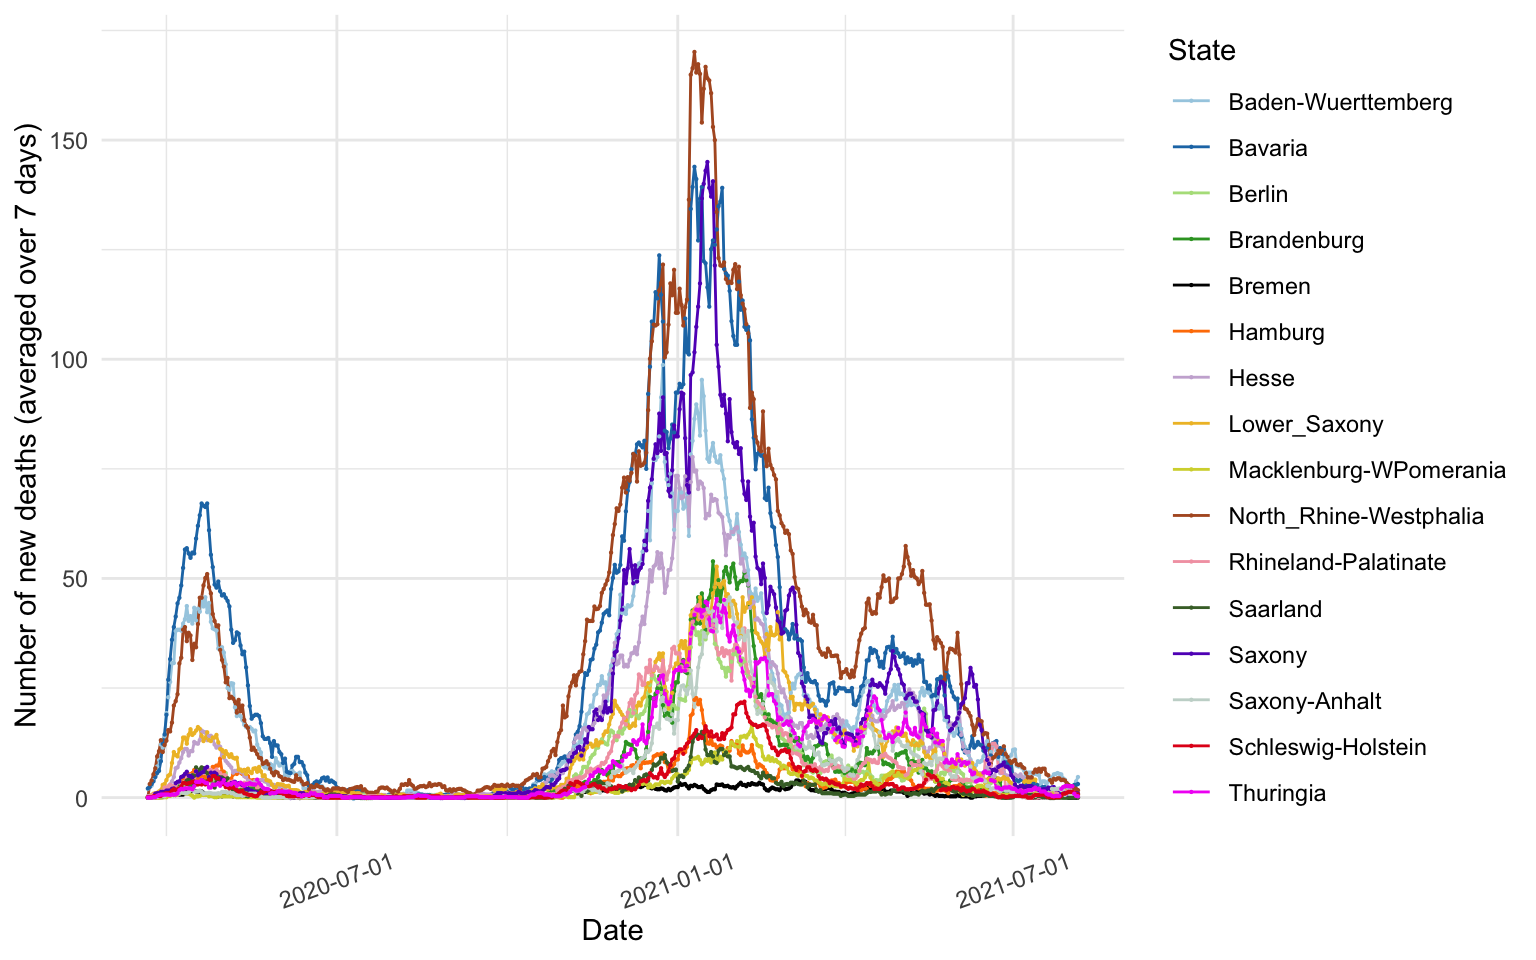 Number of new deaths (averaged over 7 days)
150
100
50
0
2020-07-01
2021-01-01
2021-07-01
Date
State
Baden-Wuerttemberg
Bavaria
Berlin
Brandenburg
Bremen
Hamburg
Hesse
Lower_Saxony
Macklenburg-WPomerania
North_Rhine-Westphalia
Rhineland-Palatinate
Saarland
Saxony
Saxony-Anhalt
Schleswig-Holstein
Thuringia